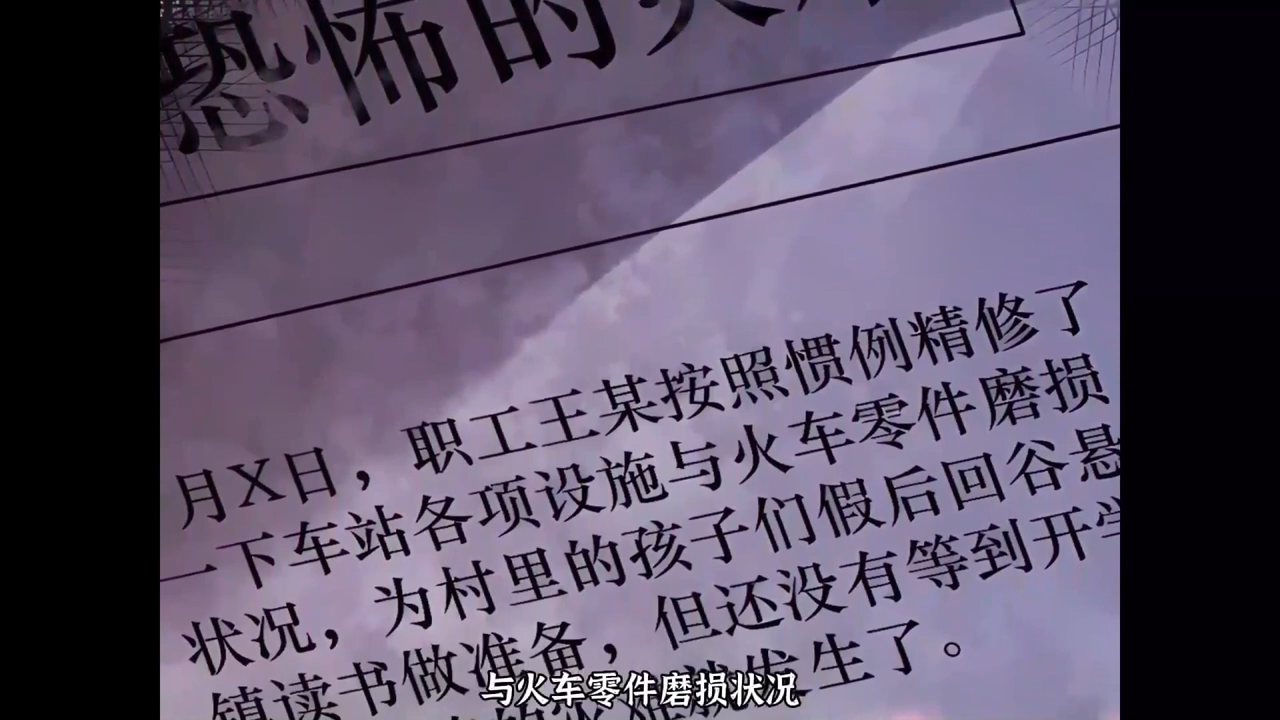 恐怖的
月X日，职工王某按照惯例精修了
一下车站各项设施与火车零件磨损
状况，为村里的孩子们假后回谷悬
镇读书做准备，但还没有等到开学
发生了。
与火车零件磨损状况